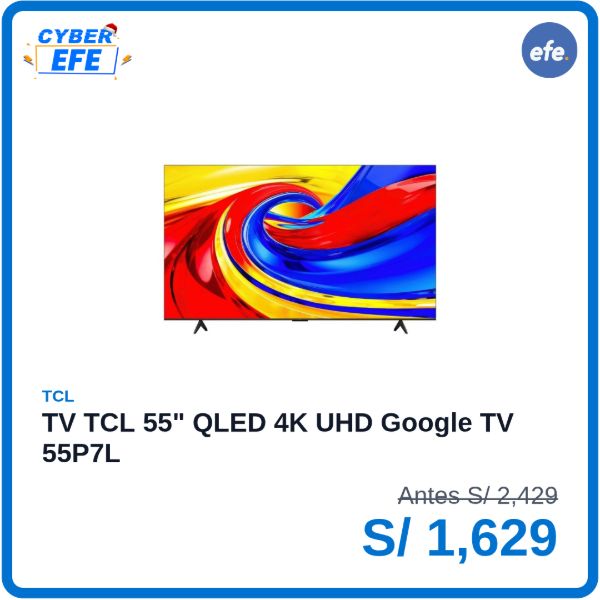 CYBER
EFE
efe.
TCL
TV TCL 55" QLED 4K UHD Google TV
55P7L
Antes S/ 2,429
S/ 1,629